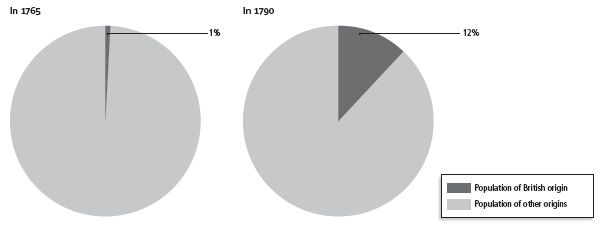 In 1765
In 1790
1%
12%
Population of British origin
Population of other origins